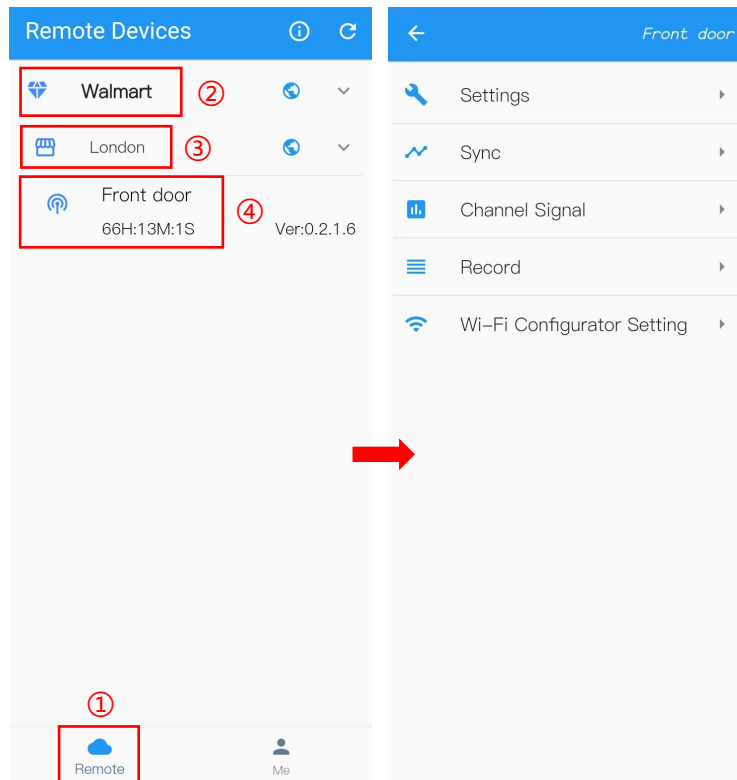 Remote Devices
Walmart
②
London
③
Front door
④
66H:13M:1S
Ver:0.2.1.6
①
Remote
Me
Front door
Settings
Sync
Channel Signal
Record
Wi-Fi Configurator Setting